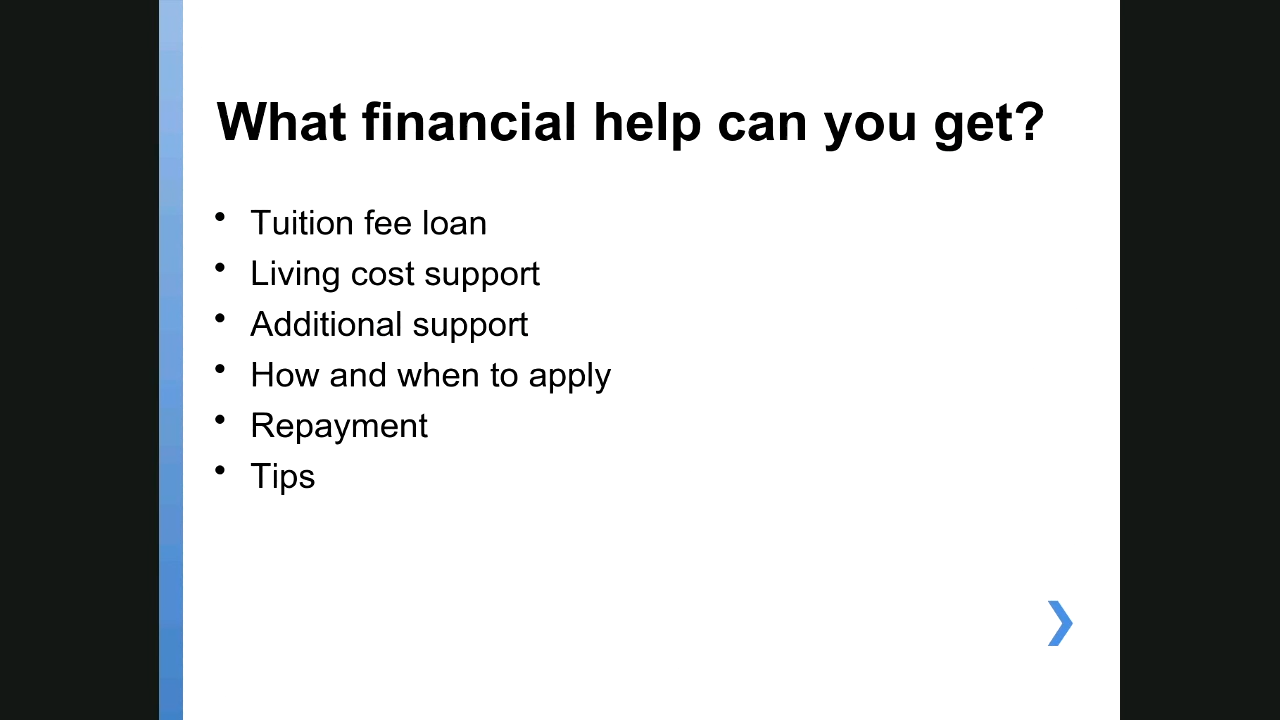 What financial help can you get?
• Tuition fee loan
• Living cost support
• Additional support
• How and when to apply
• Repayment
• Tips